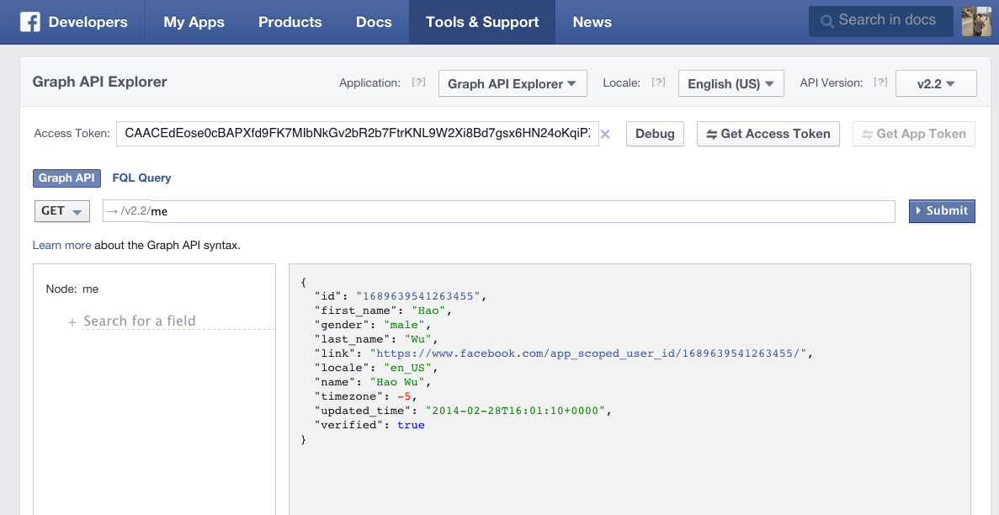 f Developers My Apps Products Docs Tools & Support News Search in docs
Graph API Explorer Application: [?] Graph API Explorer Locale: [?] English (US) API Version: [?] v2.2
Access Token: CAACEdEose0cBAPXfd9FK7MIbNkGv2bR2b7FtrKNL9W2Xi8Bd7gsx6HN24oKqiP Debug Get Access Token Get App Token
Graph API FQL Query
GET → /v2.2/me Submit
Learn more about the Graph API syntax.
Node: me
+ Search for a field
{
"id": "1689639541263455",
"first_name": "Hao",
"gender": "male",
"last_name": "Wu",
"link": "https://www.facebook.com/app_scoped_user_id/1689639541263455/",
"locale": "en_US",
"name": "Hao Wu",
"timezone": -5,
"updated_time": "2014-02-28T16:01:10+0000",
"verified": true
}